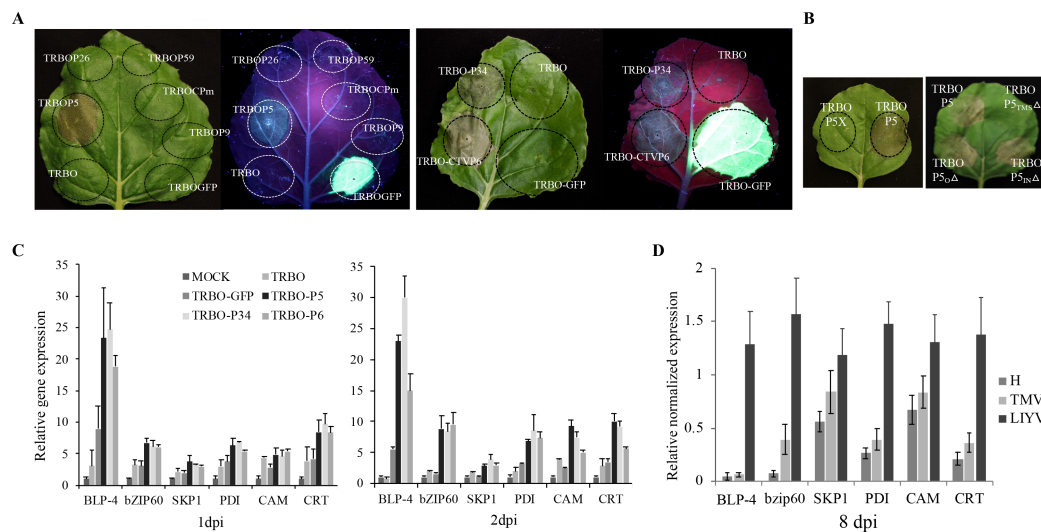 A
B
TRBOP26
TRBOP59
TRBOCPm
TRBOP5
TRBOP9
TRBO
TRBOGFP
TRBOP26
TRBOP59
TRBOCPm
TRBOP5
TRBOP9
TRBO
TRBOGFP
TRBO-P34
TRBO
TRBO-CTVP6
TRBO-GFP
TRBO-P34
TRBO
TRBO-CTVP6
TRBO-GFP
TRBO
P5X
TRBO
P5
TRBO
P5
TRBO
P5TMSΔ
TRBO
P5OΔ
TRBO
P5INΔ
C
Relative gene expression
35
30
25
20
15
10
5
0
MOCK
TRBO
TRBO-GFP
TRBO-P5
TRBO-P34
TRBO-P6
BLP-4 bZIP60 SKP1 PDI CAM CRT
1dpi
35
30
25
20
15
10
5
0
BLP-4 bZIP60 SKP1 PDI CAM CRT
2dpi
D
Relative normalized expression
2
1.5
1
0.5
0
H
TMV
LIYV
BLP-4 bzip60 SKP1 PDI CAM CRT
8 dpi